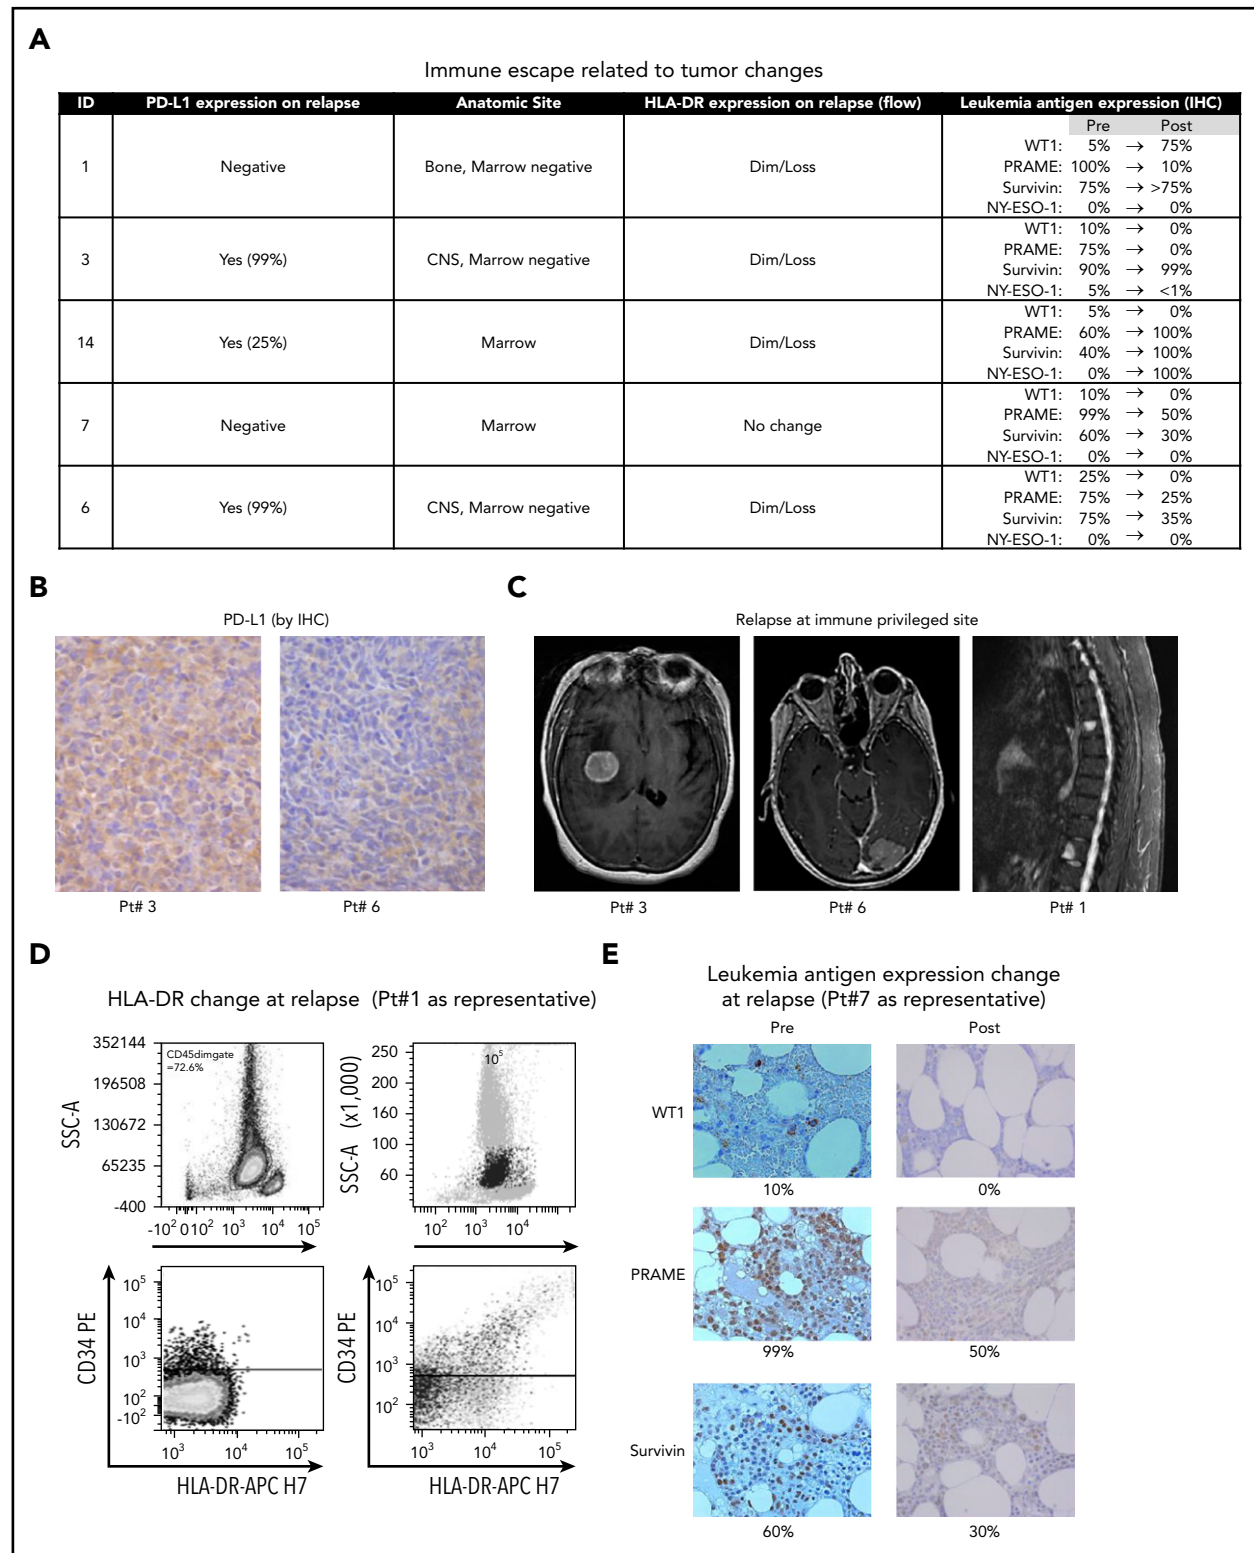 A
Immune escape related to tumor changes
ID PD-L1 expression on relapse Anatomic Site HLA-DR expression on relapse (flow) Leukemia antigen expression (IHC)
Pre Post
1 Negative Bone, Marrow negative Dim/Loss
WT1: 5% → 75%
PRAME: 100% → 10%
Survivin: 75% → >75%
NY-ESO-1: 0% → 0%
3 Yes (99%) CNS, Marrow negative Dim/Loss
WT1: 10% → 0%
PRAME: 75% → 0%
Survivin: 90% → 99%
NY-ESO-1: 5% → <1%
14 Yes (25%) Marrow Dim/Loss
WT1: 5% → 0%
PRAME: 60% → 100%
Survivin: 40% → 100%
NY-ESO-1: 0% → 100%
7 Negative Marrow No change
WT1: 10% → 0%
PRAME: 99% → 50%
Survivin: 60% → 30%
NY-ESO-1: 0% → 0%
6 Yes (99%) CNS, Marrow negative Dim/Loss
WT1: 25% → 0%
PRAME: 75% → 25%
Survivin: 75% → 35%
NY-ESO-1: 0% → 0%
B
PD-L1 (by IHC)
Pt# 3 Pt# 6
C
Relapse at immune privileged site
Pt# 3 Pt# 6 Pt# 1
D
HLA-DR change at relapse (Pt#1 as representative)
CD45dimgate
=72.6%
SSC-A
352144
196508
130672
65235
-400
-10² 0 10² 10³ 10⁴ 10⁵
SSC-A (x1,000)
10⁵
250
200
160
100
60
10² 10³ 10⁴
CD34 PE
10⁵
10⁴
10³
10²
-10²
10³ 10⁴ 10⁵
HLA-DR-APC H7
CD34 PE
10⁵
10⁴
10³
10²
10³ 10⁴ 10⁵
HLA-DR-APC H7
E
Leukemia antigen expression change
at relapse (Pt#7 as representative)
Pre Post
WT1
10% 0%
PRAME
99% 50%
Survivin
60% 30%